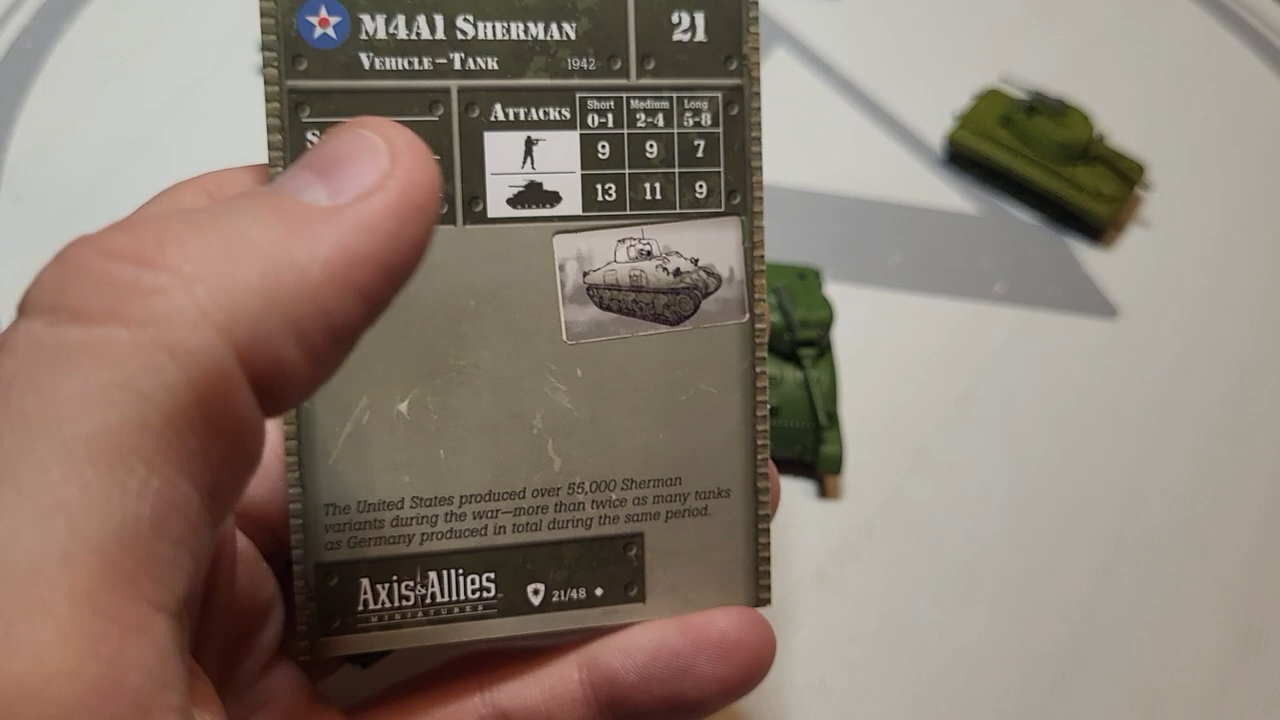 M4A1 SHERMAN
21
VEHICLE–TANK
1942
ATTACKS
Short 0-1
Medium 2-4
Long 5-8
9 9 7
13 11 9
The United States produced over 55,000 Sherman
variants during the war—more than twice as many tanks
as Germany produced in total during the same period.
Axis & Allies
MINIATURES
21/48